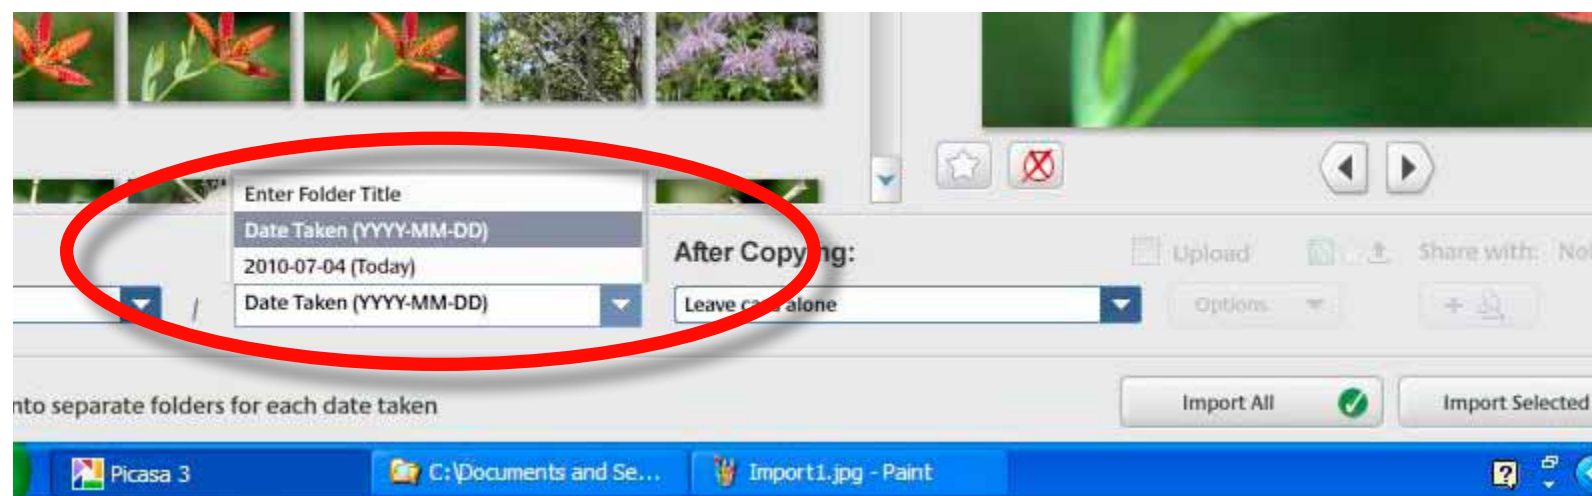 Enter Folder Title
Date Taken (YYYY-MM-DD)
2010-07-04 (Today)
After Copying:
Upload
Share with:
/
Date Taken (YYYY-MM-DD)
Leave card alone
Options
nto separate folders for each date taken
Import All
Import Selected
Picasa 3
C:\Documents and Se...
Import1.jpg - Paint